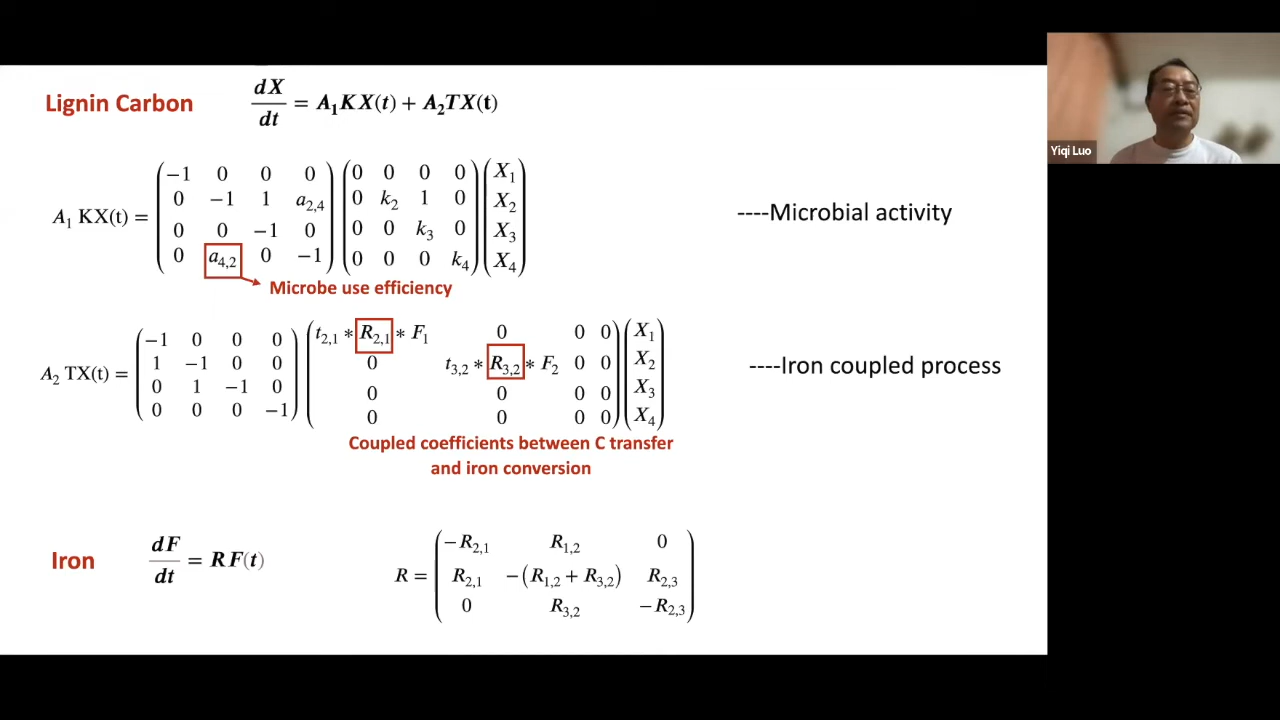 Lignin Carbon dX/dt = A₁KX(t) + A₂TX(t)
Yiqi Luo
A₁ KX(t) =
−1 0 0 0
0 −1 1 a₂,₄
0 0 −1 0
0 a₄,₂ 0 −1
0 0 0 0
0 k₂ 1 0
0 0 k₃ 0
0 0 0 k₄
X₁
X₂
X₃
X₄
----Microbial activity
Microbe use efficiency
A₂ TX(t) =
−1 0 0 0
1 −1 0 0
0 1 −1 0
0 0 0 −1
t₂,₁ * R₂,₁ * F₁ 0 0 0
0 t₃,₂ * R₃,₂ * F₂ 0 0
0 0 0 0
0 0 0 0
X₁
X₂
X₃
X₄
----Iron coupled process
Coupled coefficients between C transfer
and iron conversion
Iron dF/dt = RF(t)
R =
−R₂,₁ R₁,₂ 0
R₂,₁ −(R₁,₂ + R₃,₂) R₂,₃
0 R₃,₂ −R₂,₃